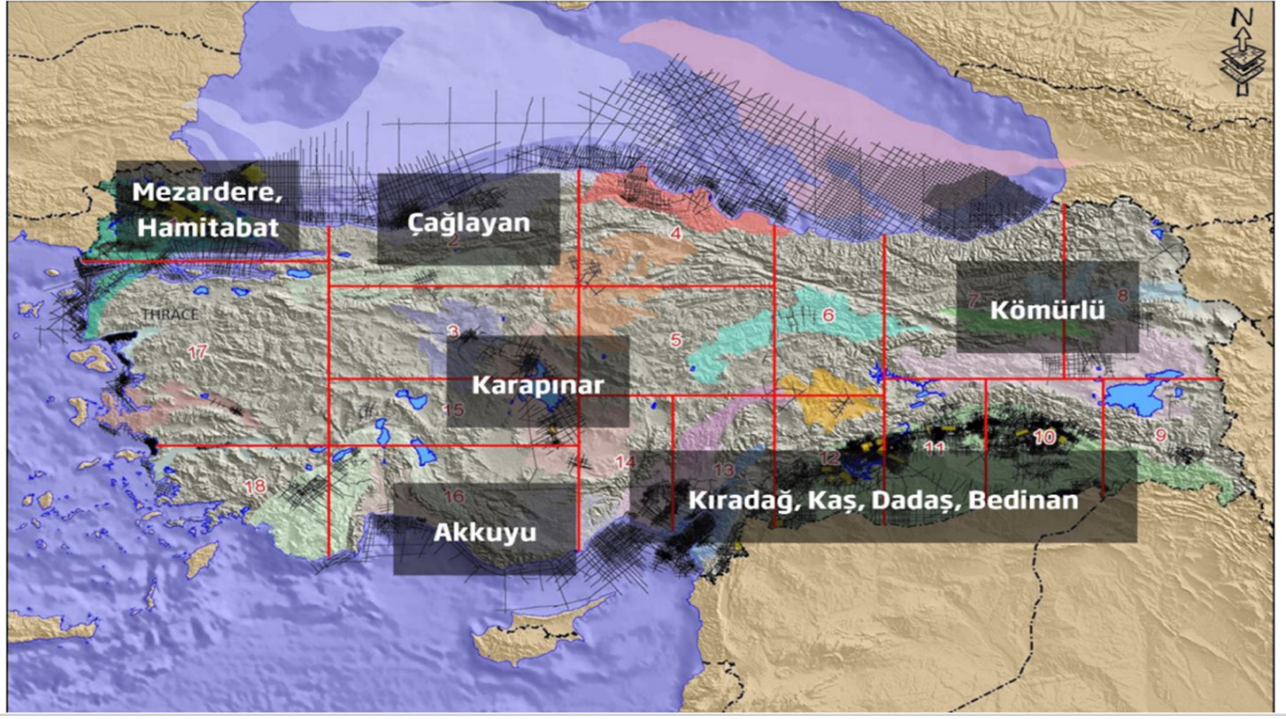 N
Mezardere,
Hamitabat
Çağlayan
2
4
THRACE
17
3
5
6
7
8
Kömürlü
Karapınar
15
18
16
14
13
12
11
10
9
Kıradağ, Kaş, Dadaş, Bedinan
Akkuyu